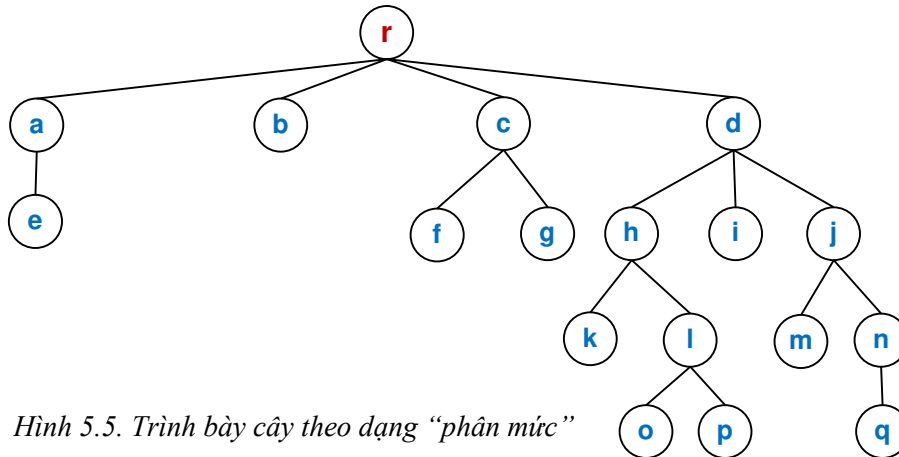 r
a b c d
e f g h i j
k l m n
Hình 5.5. Trình bày cây theo dạng “phân mức” o p q